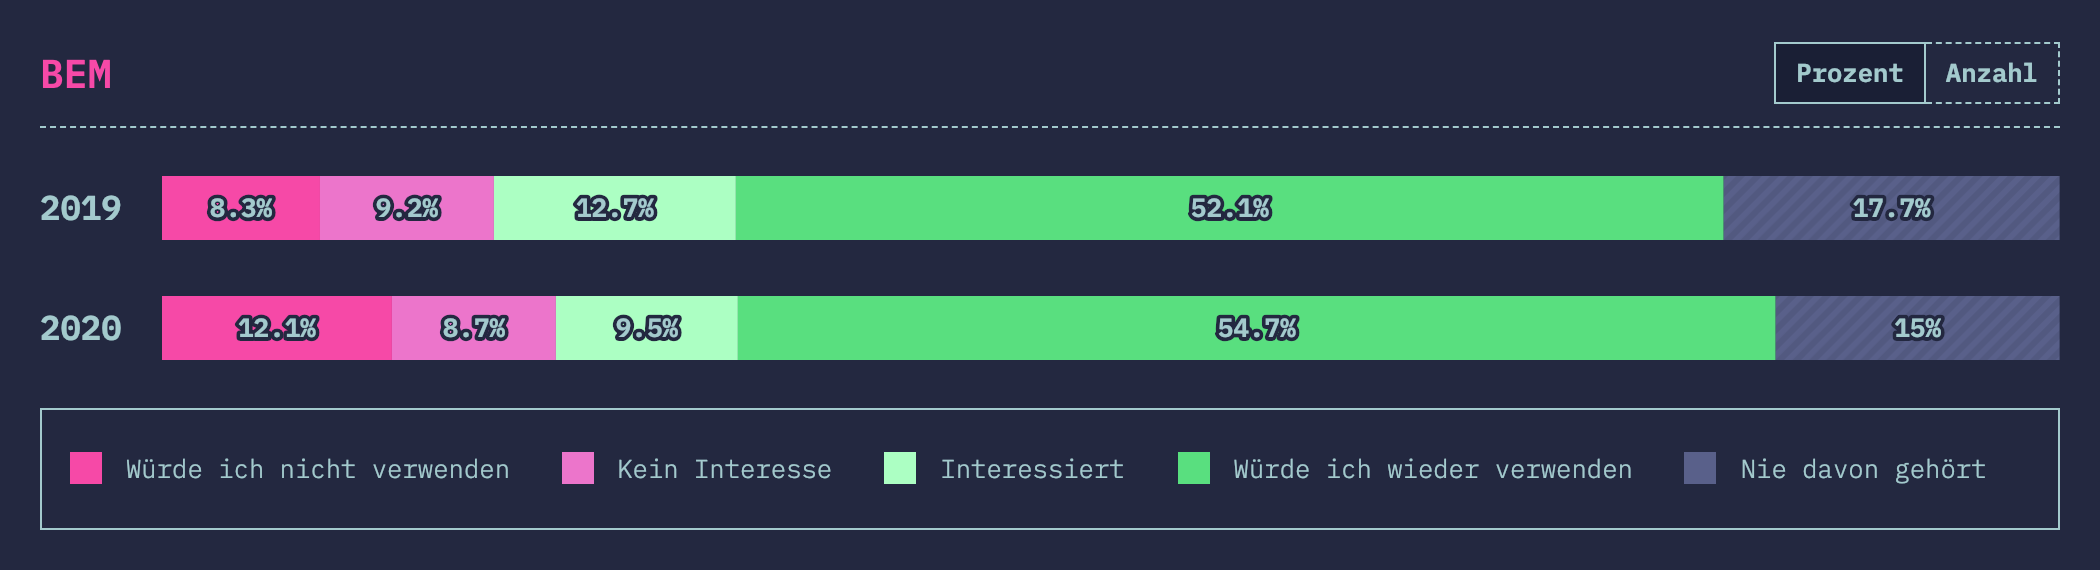 BEM
Prozent Anzahl
2019 8.3% 9.2% 12.7% 52.1% 17.7%
2020 12.1% 8.7% 9.5% 54.7% 15%
Würde ich nicht verwenden Kein Interesse Interessiert Würde ich wieder verwenden Nie davon gehört